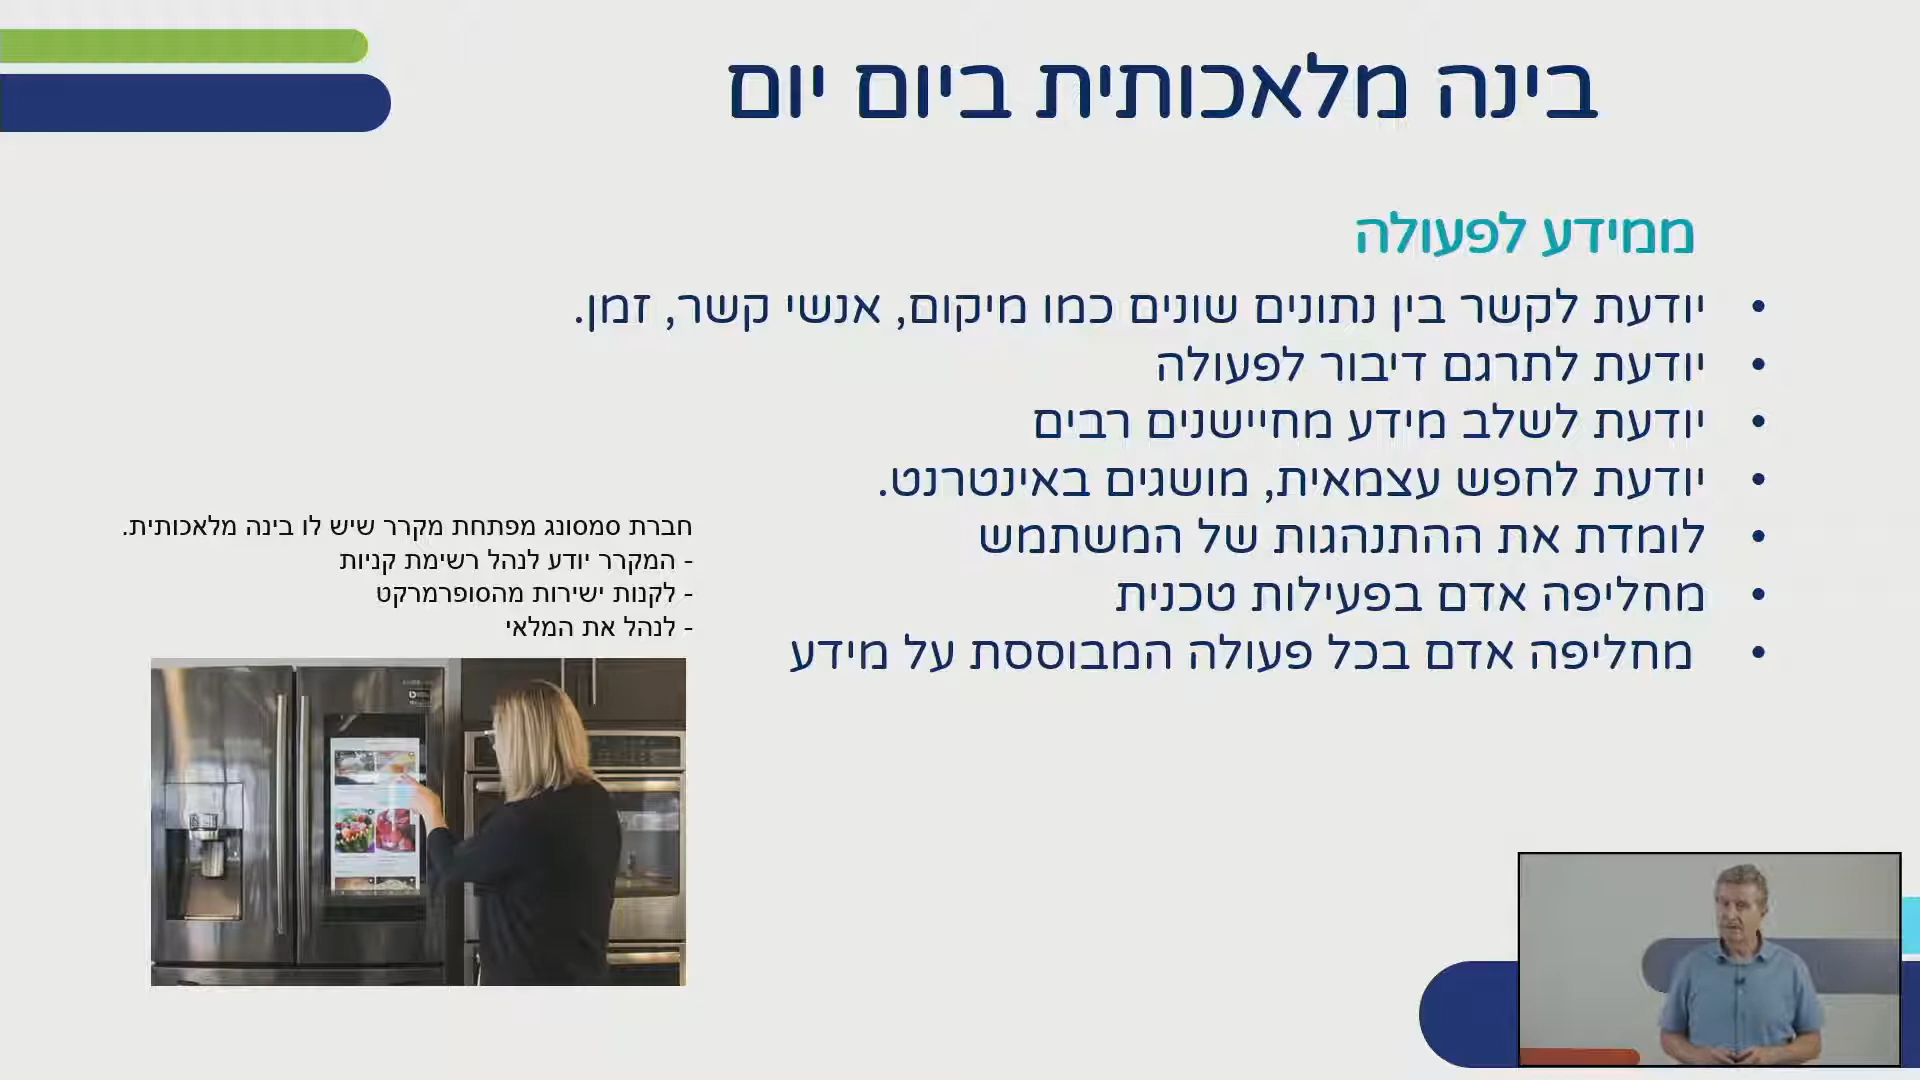 בינה מלאכותית ביום יום
ממידע לפעולה
• יודעת לקשר בין נתונים שונים כמו מיקום, אנשי קשר, זמן.
• יודעת לתרגם דיבור לפעולה
• יודעת לשלב מידע מחיישנים רבים
• יודעת לחפש עצמאית, מושגים באינטרנט.
• לומדת את ההתנהגות של המשתמש
• מחליפה אדם בפעילות טכנית
• מחליפה אדם בכל פעולה המבוססת על מידע
חברת סמסונג מפתחת מקרר שיש לו בינה מלאכותית.
- המקרר יודע לנהל רשימת קניות
- לקנות ישירות מהסופרמרקט
- לנהל את המלאי